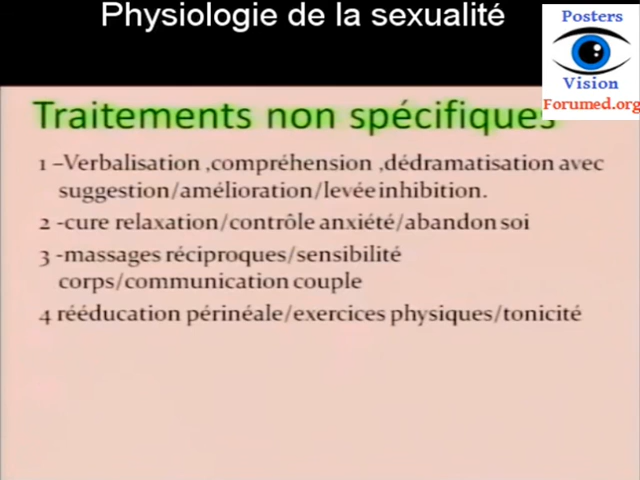 Physiologie de la sexualité
Posters
Vision
Forumed.org
Traitements non spécifiques
1 –Verbalisation ,compréhension ,dédramatisation avec
suggestion/amélioration/levée inhibition.
2 -cure relaxation/contrôle anxiété/abandon soi
3 -massages réciproques/sensibilité
corps/communication couple
4 rééducation périnéale/exercices physiques/tonicité